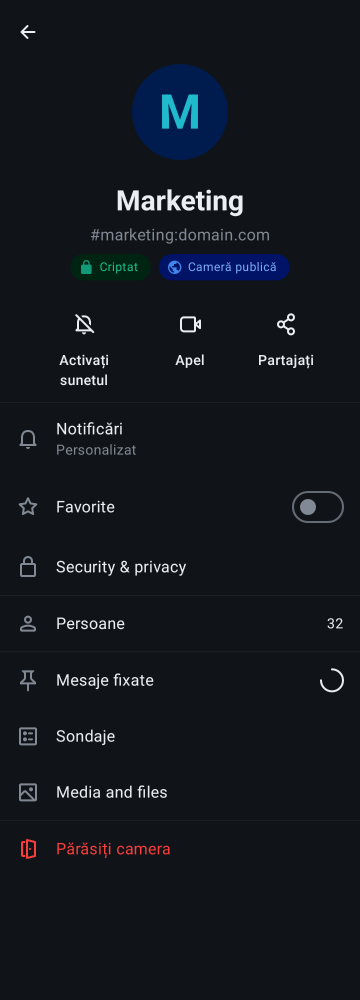 M
Marketing
#marketing:domain.com
Criptat
Cameră publică
Activați
sunetul
Apel
Partajați
Notificări
Personalizat
Favorite
Security & privacy
Persoane
32
Mesaje fixate
Sondaje
Media and files
Părăsiți camera